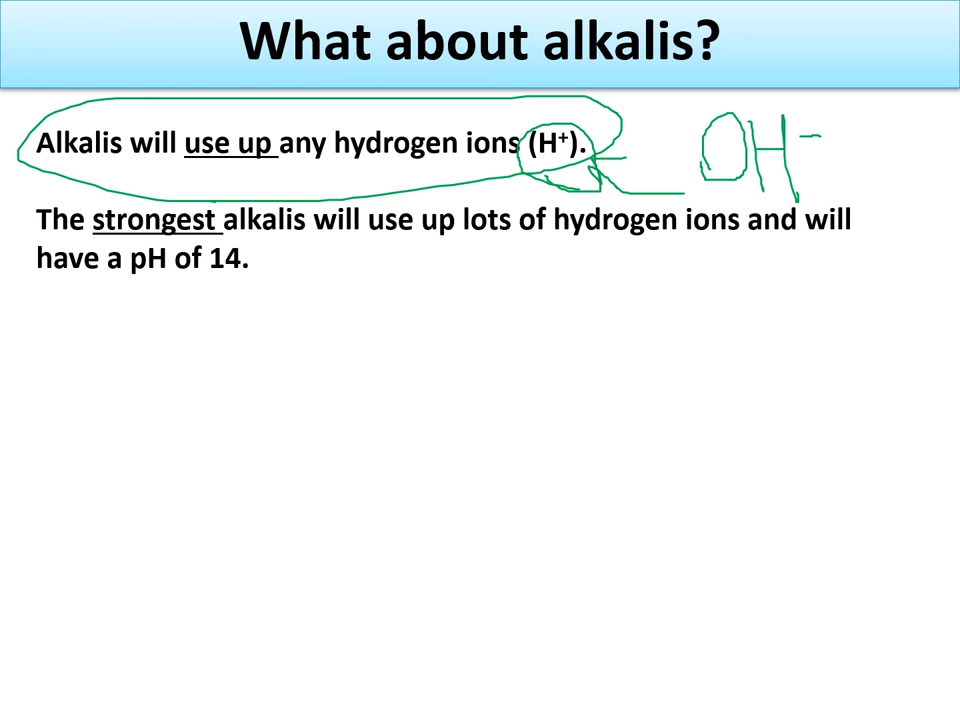 What about alkalis?
Alkalis will use up any hydrogen ions (H⁺).
OH⁻
The strongest alkalis will use up lots of hydrogen ions and will
have a pH of 14.